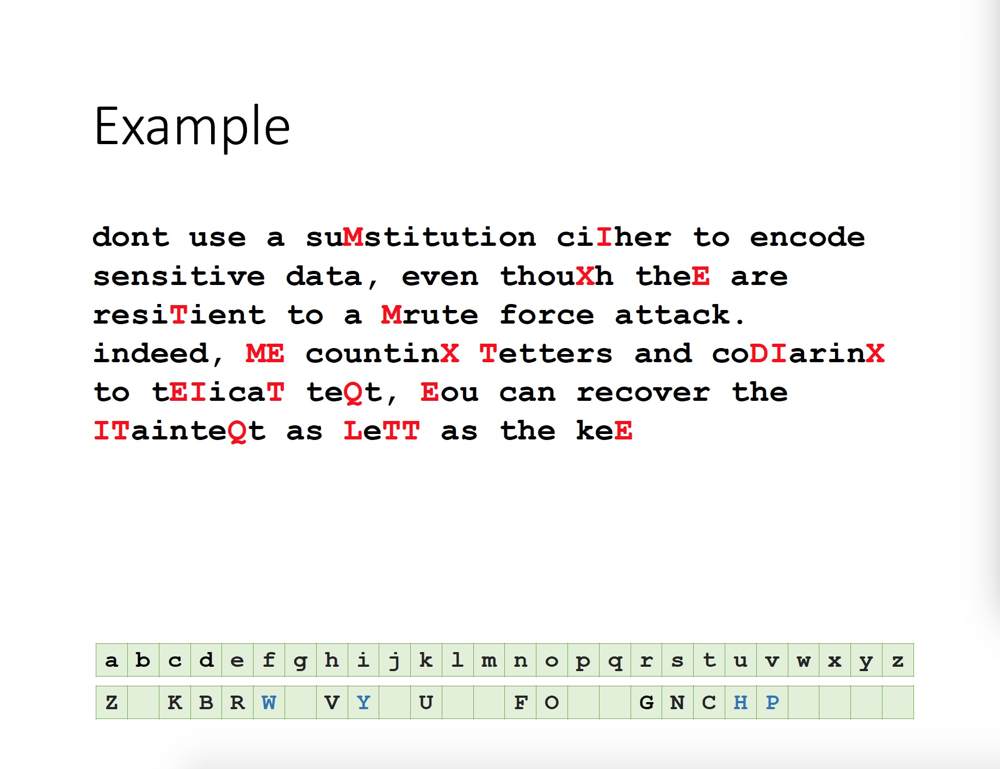 Example
dont use a suMstitution ciIher to encode
sensitive data, even thouXh theE are
resiTient to a Mrute force attack.
indeed, ME countinX Tetters and coDIarinX
to tEIicaT teQt, Eou can recover the
ITainteQt as LeTT as the keE
a b c d e f g h i j k l m n o p q r s t u v w x y z
Z K B R W V Y U F O G N C H P